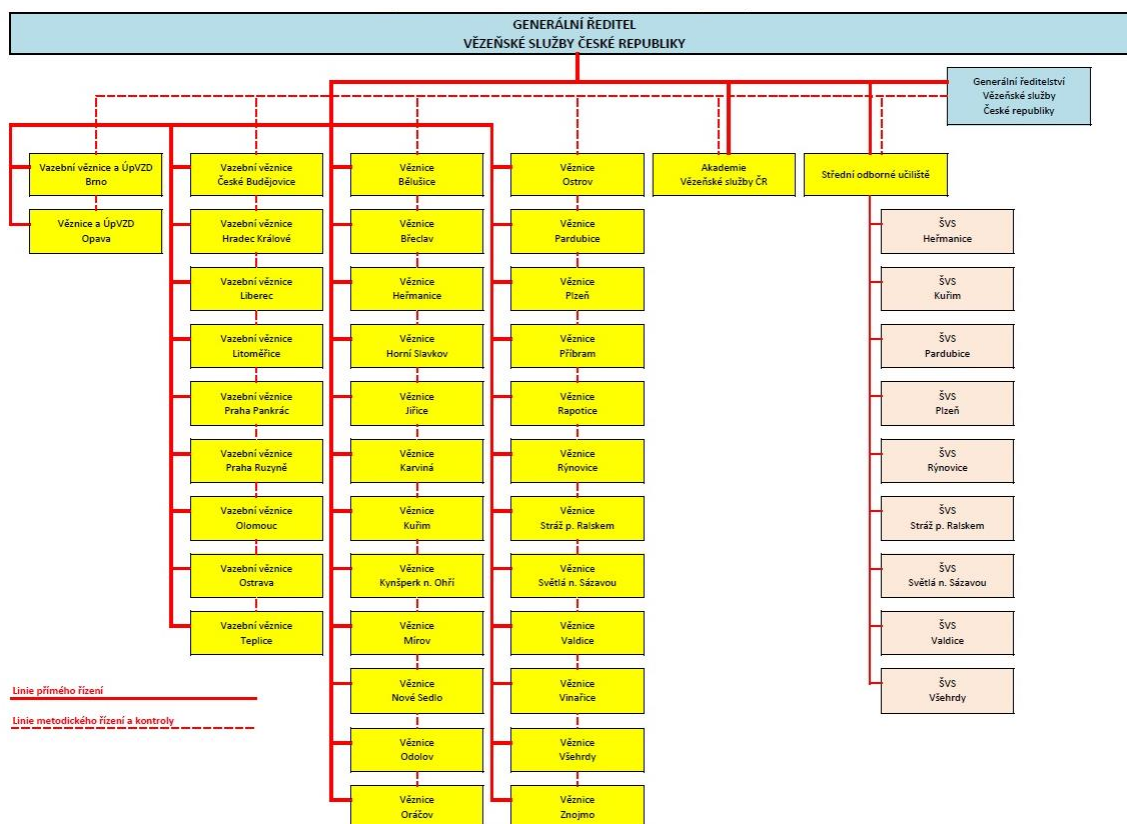 GENERÁLNÍ ŘEDITEL
VĚZEŇSKÉ SLUŽBY ČESKÉ REPUBLIKY
Generální ředitelství
Vězeňské služby
České republiky
Vazební věznice a ÚpVZD
Brno
Věznice a ÚpVZD
Opava
Vazební věznice
České Budějovice
Vazební věznice
Hradec Králové
Vazební věznice
Liberec
Vazební věznice
Litoměřice
Vazební věznice
Praha Pankrác
Vazební věznice
Praha Ruzyně
Vazební věznice
Olomouc
Vazební věznice
Ostrava
Vazební věznice
Teplice
Věznice
Bělušice
Věznice
Břeclav
Věznice
Heřmanice
Věznice
Horní Slavkov
Věznice
Jiřice
Věznice
Karviná
Věznice
Kuřim
Věznice
Kynšperk n. Ohří
Věznice
Mírov
Věznice
Nové Sedlo
Věznice
Odolov
Věznice
Oráčov
Věznice
Ostrov
Věznice
Pardubice
Věznice
Plzeň
Věznice
Příbram
Věznice
Rapotice
Věznice
Rýnovice
Věznice
Stráž p. Ralskem
Věznice
Světlá n. Sázavou
Věznice
Valdice
Věznice
Vinařice
Věznice
Všehrdy
Věznice
Znojmo
Akademie
Vězeňské služby ČR
Střední odborné učiliště
ŠVS
Heřmanice
ŠVS
Kuřim
ŠVS
Pardubice
ŠVS
Plzeň
ŠVS
Rýnovice
ŠVS
Stráž p. Ralskem
ŠVS
Světlá n. Sázavou
ŠVS
Valdice
ŠVS
Všehrdy
Linie přímého řízení
Linie metodického řízení a kontroly